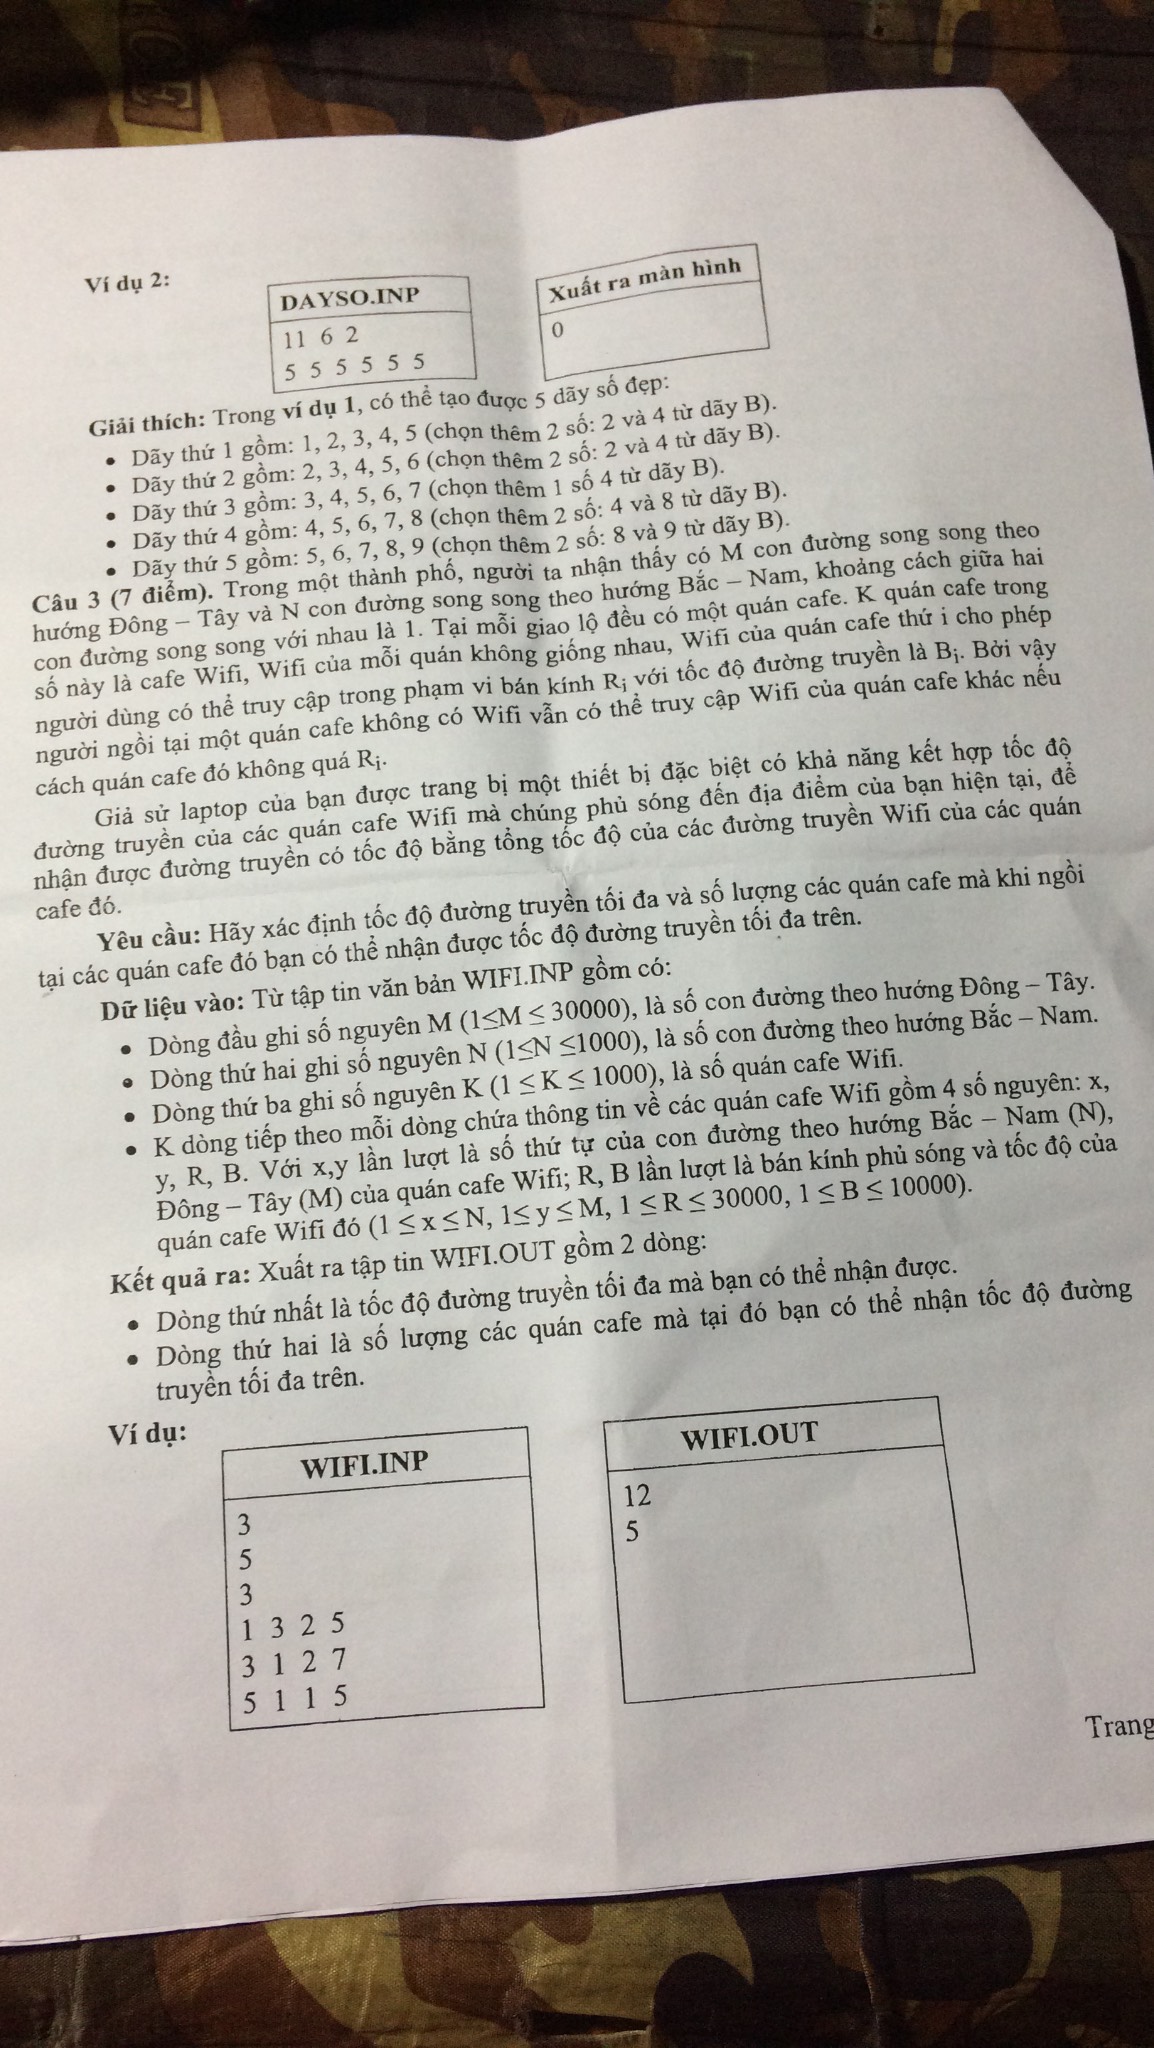 Ví dụ 2:
DAYSO.INP
11 6 2
5 5 5 5 5 5
Xuất ra màn hình
0
Giải thích: Trong ví dụ 1, có thể tạo được 5 dãy số đẹp:
• Dãy thứ 1 gồm: 1, 2, 3, 4, 5 (chọn thêm 2 số: 2 và 4 từ dãy B).
• Dãy thứ 2 gồm: 2, 3, 4, 5, 6 (chọn thêm 2 số: 2 và 4 từ dãy B).
• Dãy thứ 3 gồm: 3, 4, 5, 6, 7 (chọn thêm 1 số 4 từ dãy B).
• Dãy thứ 4 gồm: 4, 5, 6, 7, 8 (chọn thêm 2 số: 4 và 8 từ dãy B).
• Dãy thứ 5 gồm: 5, 6, 7, 8, 9 (chọn thêm 2 số: 8 và 9 từ dãy B).
Câu 3 (7 điểm). Trong một thành phố, người ta nhận thấy có M con đường song song theo
hướng Đông – Tây và N con đường song song theo hướng Bắc – Nam, khoảng cách giữa hai
con đường song song với nhau là 1. Tại mỗi giao lộ đều có một quán cafe. K quán cafe trong
số này là cafe Wifi, Wifi của mỗi quán không giống nhau, Wifi của quán cafe thứ i cho phép
người dùng có thể truy cập trong phạm vi bán kính Ri với tốc độ đường truyền là Bi. Bởi vậy
người ngồi tại một quán cafe không có Wifi vẫn có thể truy cập Wifi của quán cafe khác nếu
cách quán cafe đó không quá Ri.
Giả sử laptop của bạn được trang bị một thiết bị đặc biệt có khả năng kết hợp tốc độ
đường truyền của các quán cafe Wifi mà chúng phủ sóng đến địa điểm của bạn hiện tại, để
nhận được đường truyền có tốc độ bằng tổng tốc độ của các đường truyền Wifi của các quán
cafe đó.
Yêu cầu: Hãy xác định tốc độ đường truyền tối đa và số lượng các quán cafe mà khi ngồi
tại các quán cafe đó bạn có thể nhận được tốc độ đường truyền tối đa trên.
Dữ liệu vào: Từ tập tin văn bản WIFI.INP gồm có:
• Dòng đầu ghi số nguyên M (1≤M ≤ 30000), là số con đường theo hướng Đông – Tây.
• Dòng thứ hai ghi số nguyên N (1≤N ≤1000), là số con đường theo hướng Bắc – Nam.
• Dòng thứ ba ghi số nguyên K (1 ≤ K ≤ 1000), là số quán cafe Wifi.
• K dòng tiếp theo mỗi dòng chứa thông tin về các quán cafe Wifi gồm 4 số nguyên: x,
y, R, B. Với x,y lần lượt là số thứ tự của con đường theo hướng Bắc – Nam (N),
Đông – Tây (M) của quán cafe Wifi; R, B lần lượt là bán kính phủ sóng và tốc độ của
quán cafe Wifi đó (1 ≤ x ≤ N, 1≤ y ≤ M, 1 ≤ R ≤ 30000, 1 ≤ B ≤ 10000).
Kết quả ra: Xuất ra tập tin WIFI.OUT gồm 2 dòng:
• Dòng thứ nhất là tốc độ đường truyền tối đa mà bạn có thể nhận được.
• Dòng thứ hai là số lượng các quán cafe mà tại đó bạn có thể nhận tốc độ đường
truyền tối đa trên.
Ví dụ:
WIFI.INP
3
5
3
1 3 2 5
3 1 2 7
5 1 1 5
WIFI.OUT
12
5
Trang